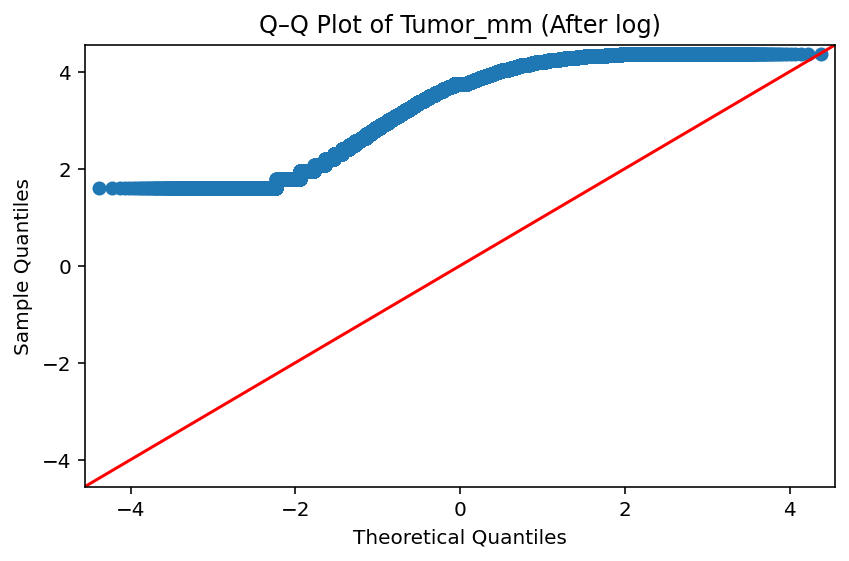 Q–Q Plot of Tumor_mm (After log)
Sample Quantiles
4
2
0
−2
−4
−4 −2 0 2 4
Theoretical Quantiles